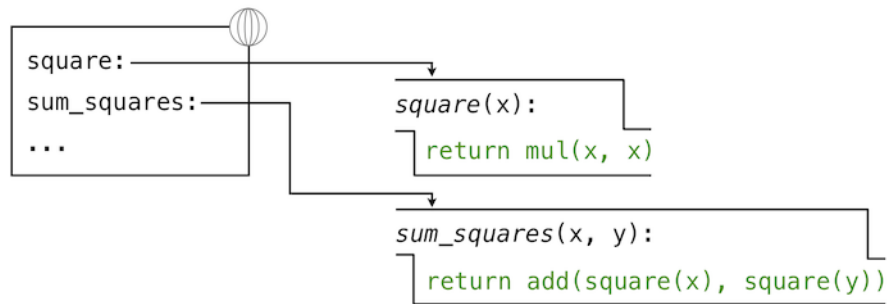 square:
sum_squares:
...
square(x):
return mul(x, x)
sum_squares(x, y):
return add(square(x), square(y))